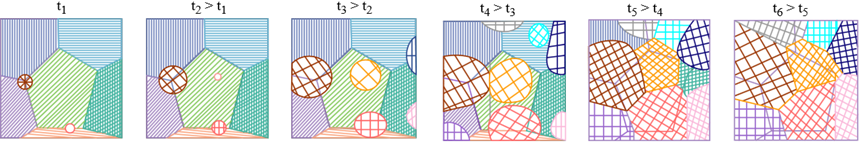 t₁
t₂ > t₁
t₃ > t₂
t₄ > t₃
t₅ > t₄
t₆ > t₅